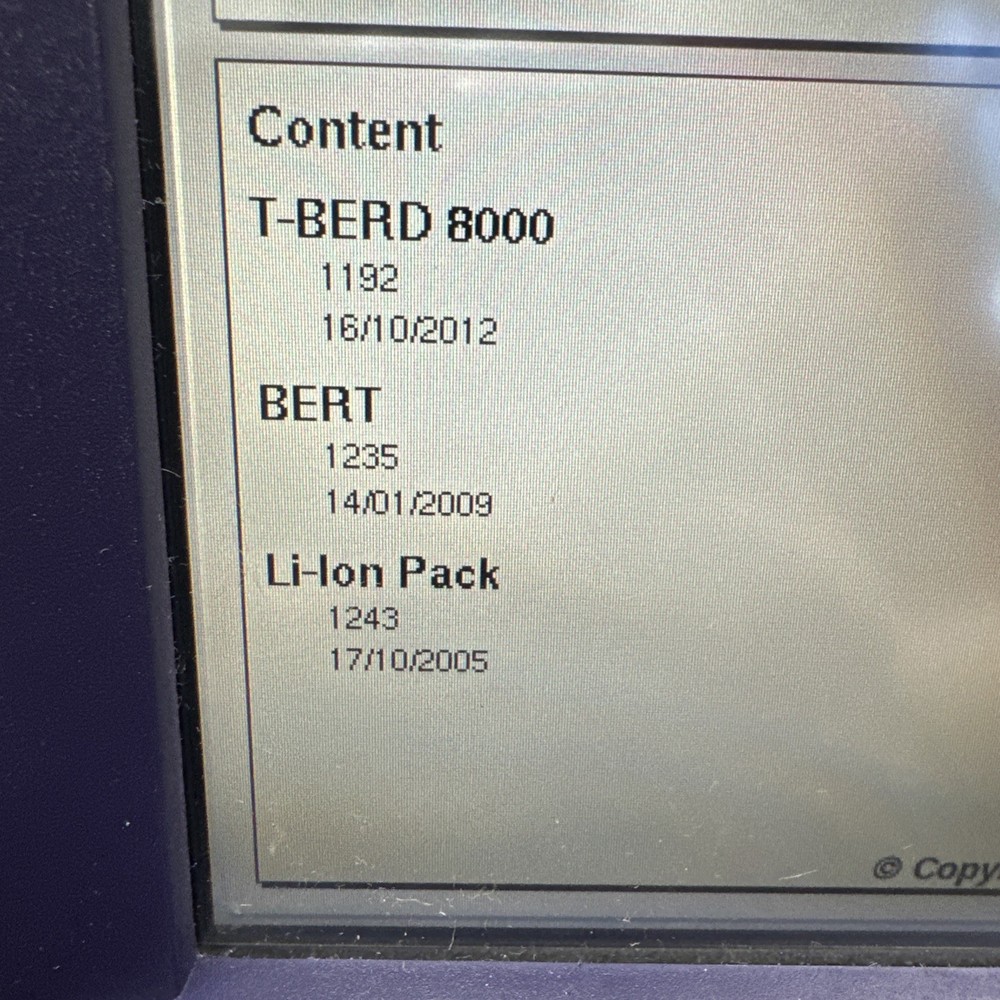 Content
T-BERD 8000
1192
16/10/2012
BERT
1235
14/01/2009
Li-Ion Pack
1243
17/10/2005
©